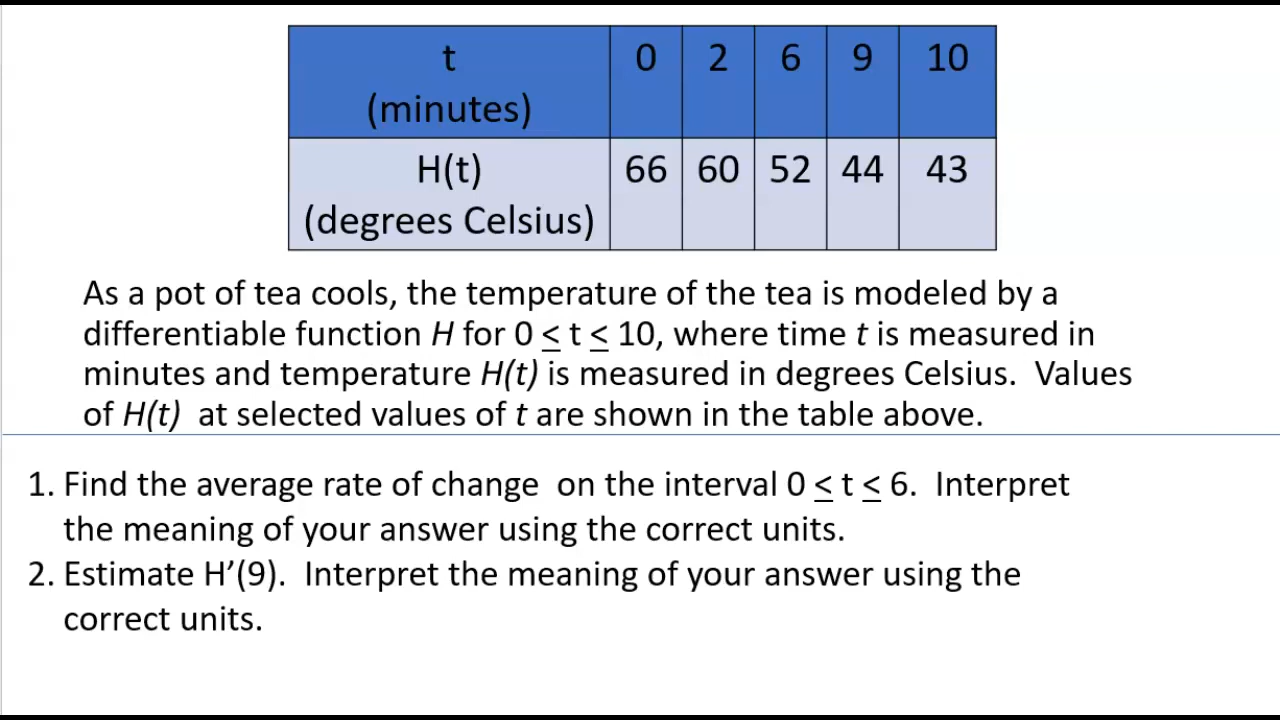 t 0 2 6 9 10
(minutes)
H(t) 66 60 52 44 43
(degrees Celsius)
As a pot of tea cools, the temperature of the tea is modeled by a
differentiable function H for 0 ≤ t ≤ 10, where time t is measured in
minutes and temperature H(t) is measured in degrees Celsius. Values
of H(t) at selected values of t are shown in the table above.
1. Find the average rate of change on the interval 0 ≤ t ≤ 6. Interpret
the meaning of your answer using the correct units.
2. Estimate H’(9). Interpret the meaning of your answer using the
correct units.